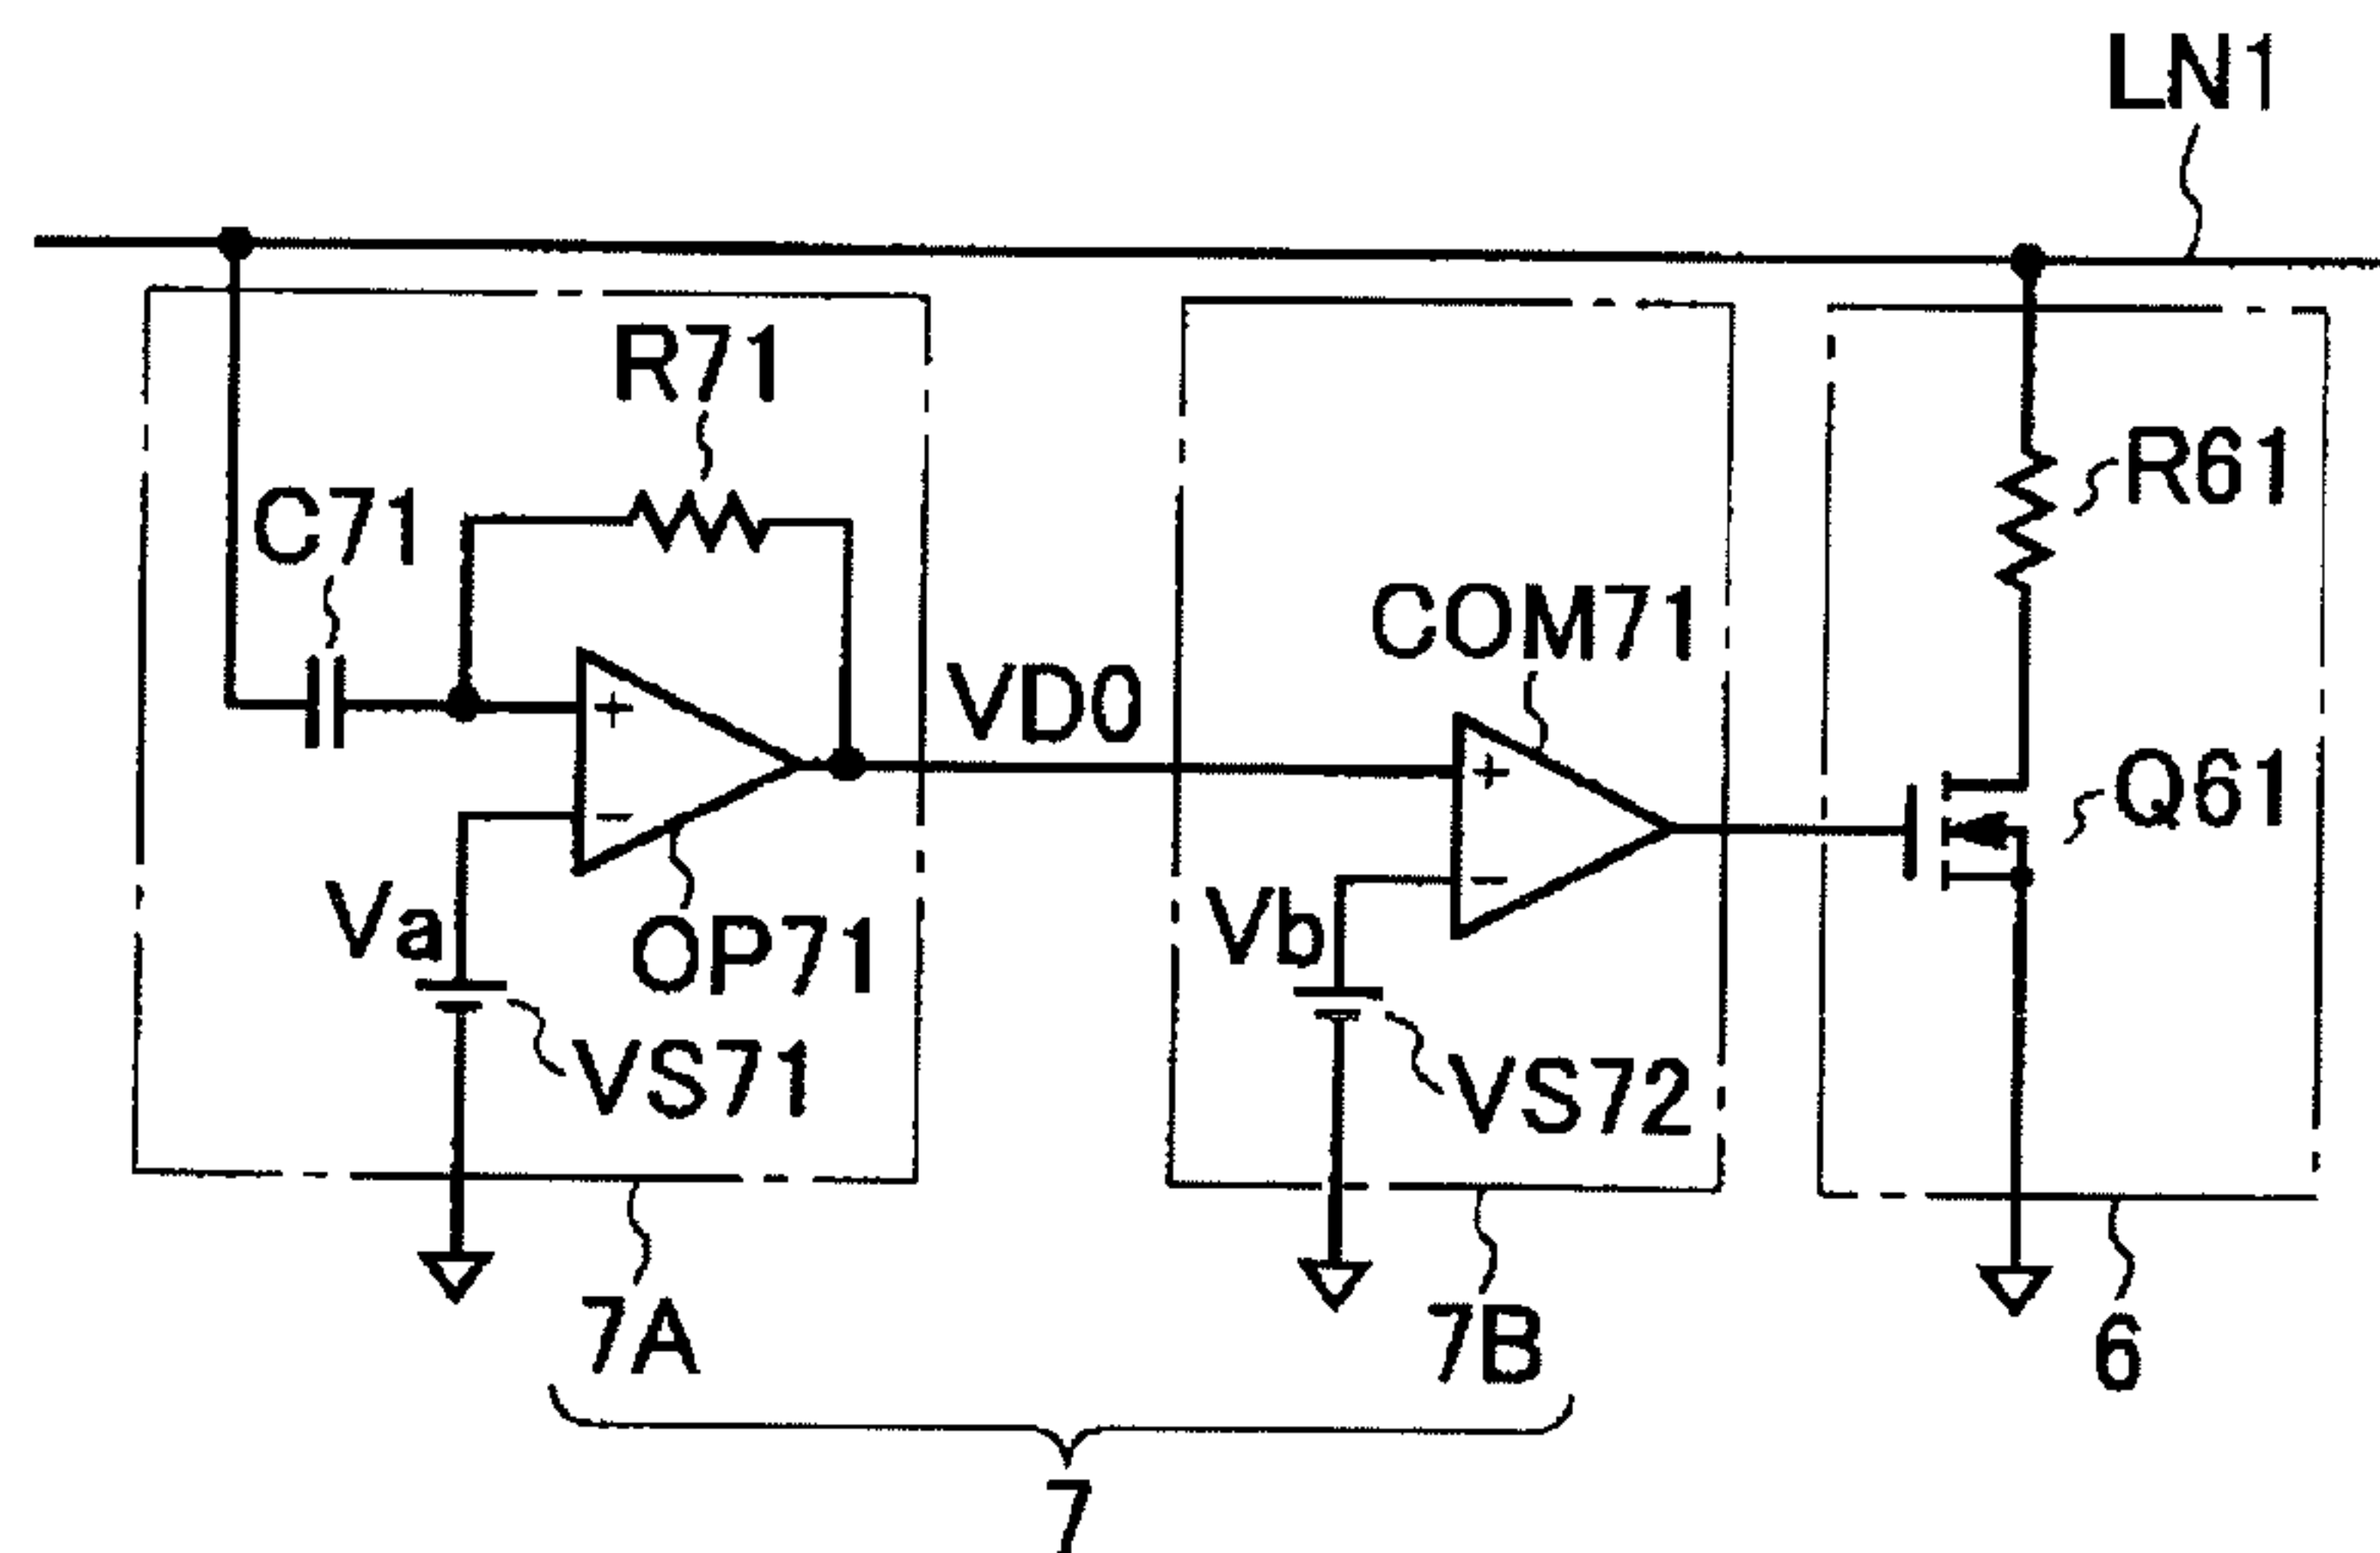 LN1
R71
C71
R61
COM71
VD0
Q61
+
−
+
−
Va
OP71
Vb
VS71
VS72
7A
7B
6
7